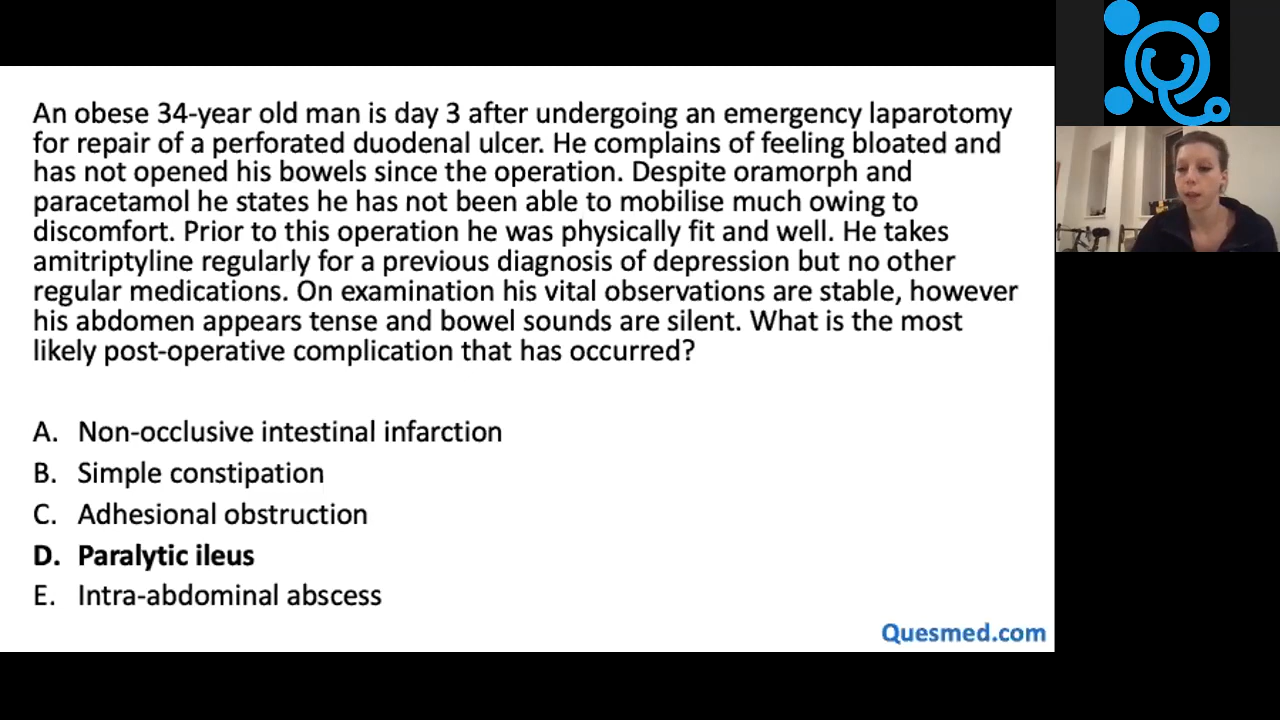 An obese 34-year old man is day 3 after undergoing an emergency laparotomy
for repair of a perforated duodenal ulcer. He complains of feeling bloated and
has not opened his bowels since the operation. Despite oramorph and
paracetamol he states he has not been able to mobilise much owing to
discomfort. Prior to this operation he was physically fit and well. He takes
amitriptyline regularly for a previous diagnosis of depression but no other
regular medications. On examination his vital observations are stable, however
his abdomen appears tense and bowel sounds are silent. What is the most
likely post-operative complication that has occurred?
A. Non-occlusive intestinal infarction
B. Simple constipation
C. Adhesional obstruction
D. Paralytic ileus
E. Intra-abdominal abscess
Quesmed.com